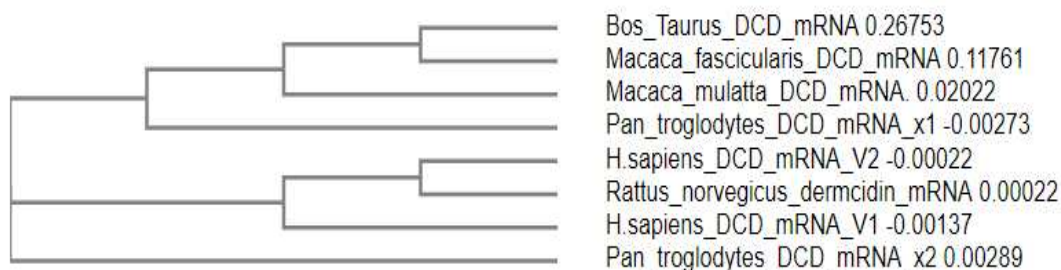 Bos_Taurus_DCD_mRNA 0.26753
Macaca_fascicularis_DCD_mRNA 0.11761
Macaca_mulatta_DCD_mRNA. 0.02022
Pan_troglodytes_DCD_mRNA_x1 -0.00273
H.sapiens_DCD_mRNA_V2 -0.00022
Rattus_norvegicus_dermcidin_mRNA 0.00022
H.sapiens_DCD_mRNA_V1 -0.00137
Pan_troglodytes_DCD_mRNA_x2 0.00289